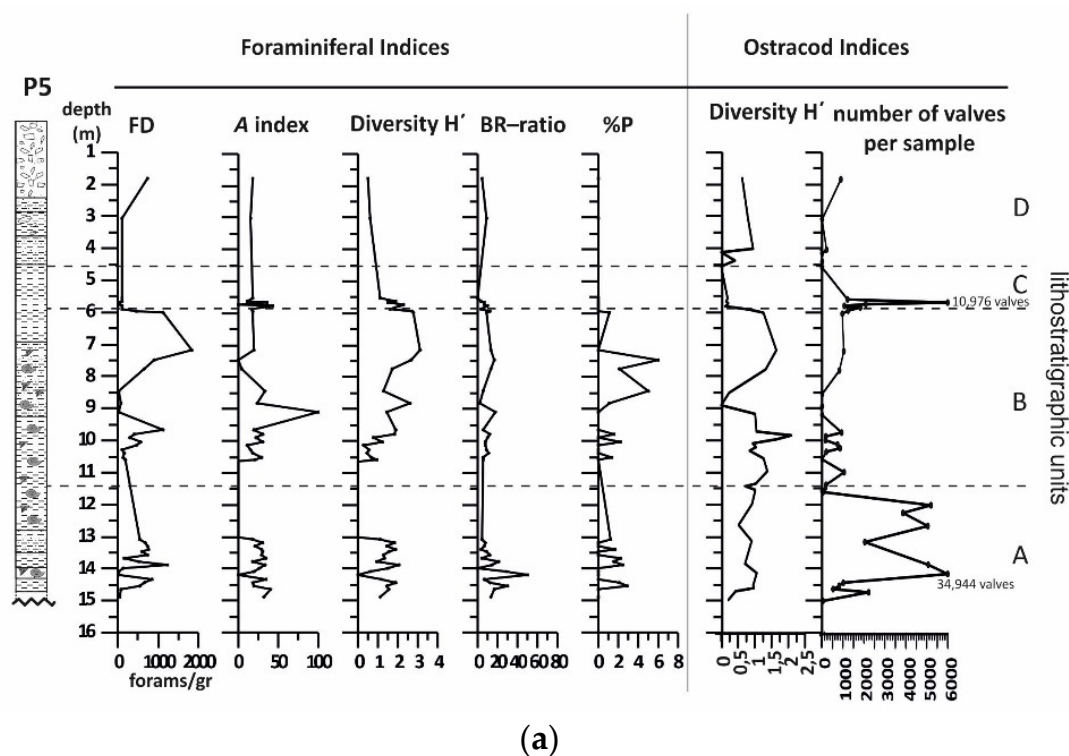 Foraminiferal Indices
Ostracod Indices
P5
depth
(m)
FD
A index
Diversity H´
BR–ratio
%P
Diversity H´
number of valves
per sample
1
2
3
4
5
6
7
8
9
10
11
12
13
14
15
16
D
C
B
A
lithostratigraphic units
10,976 valves
34,944 valves
0 1000 2000
forams/gr
0 50 100
0 1 2 3 4
0 20 40 60 80
0 2 4 6 8
0 0,5 1 1,5 2 2,5
0 1000 2000 3000 4000 5000 6000
(a)